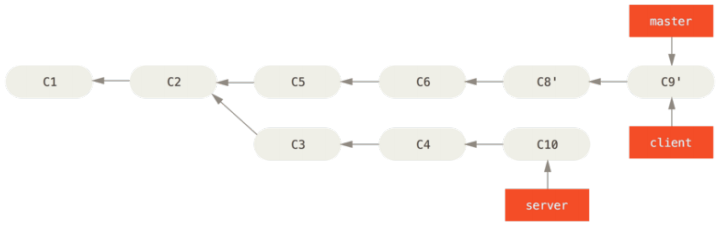 master
C1 C2 C5 C6 C8' C9'
C3 C4 C10 client
server